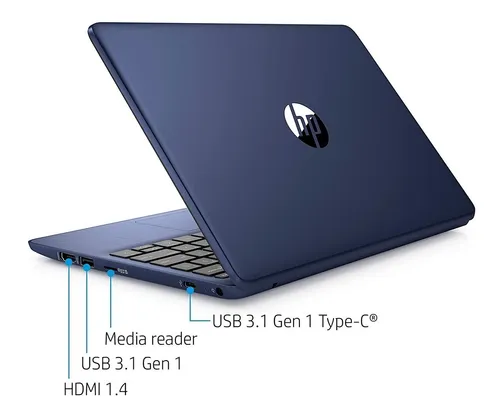 hp
USB 3.1 Gen 1 Type-C®
Media reader
USB 3.1 Gen 1
HDMI 1.4